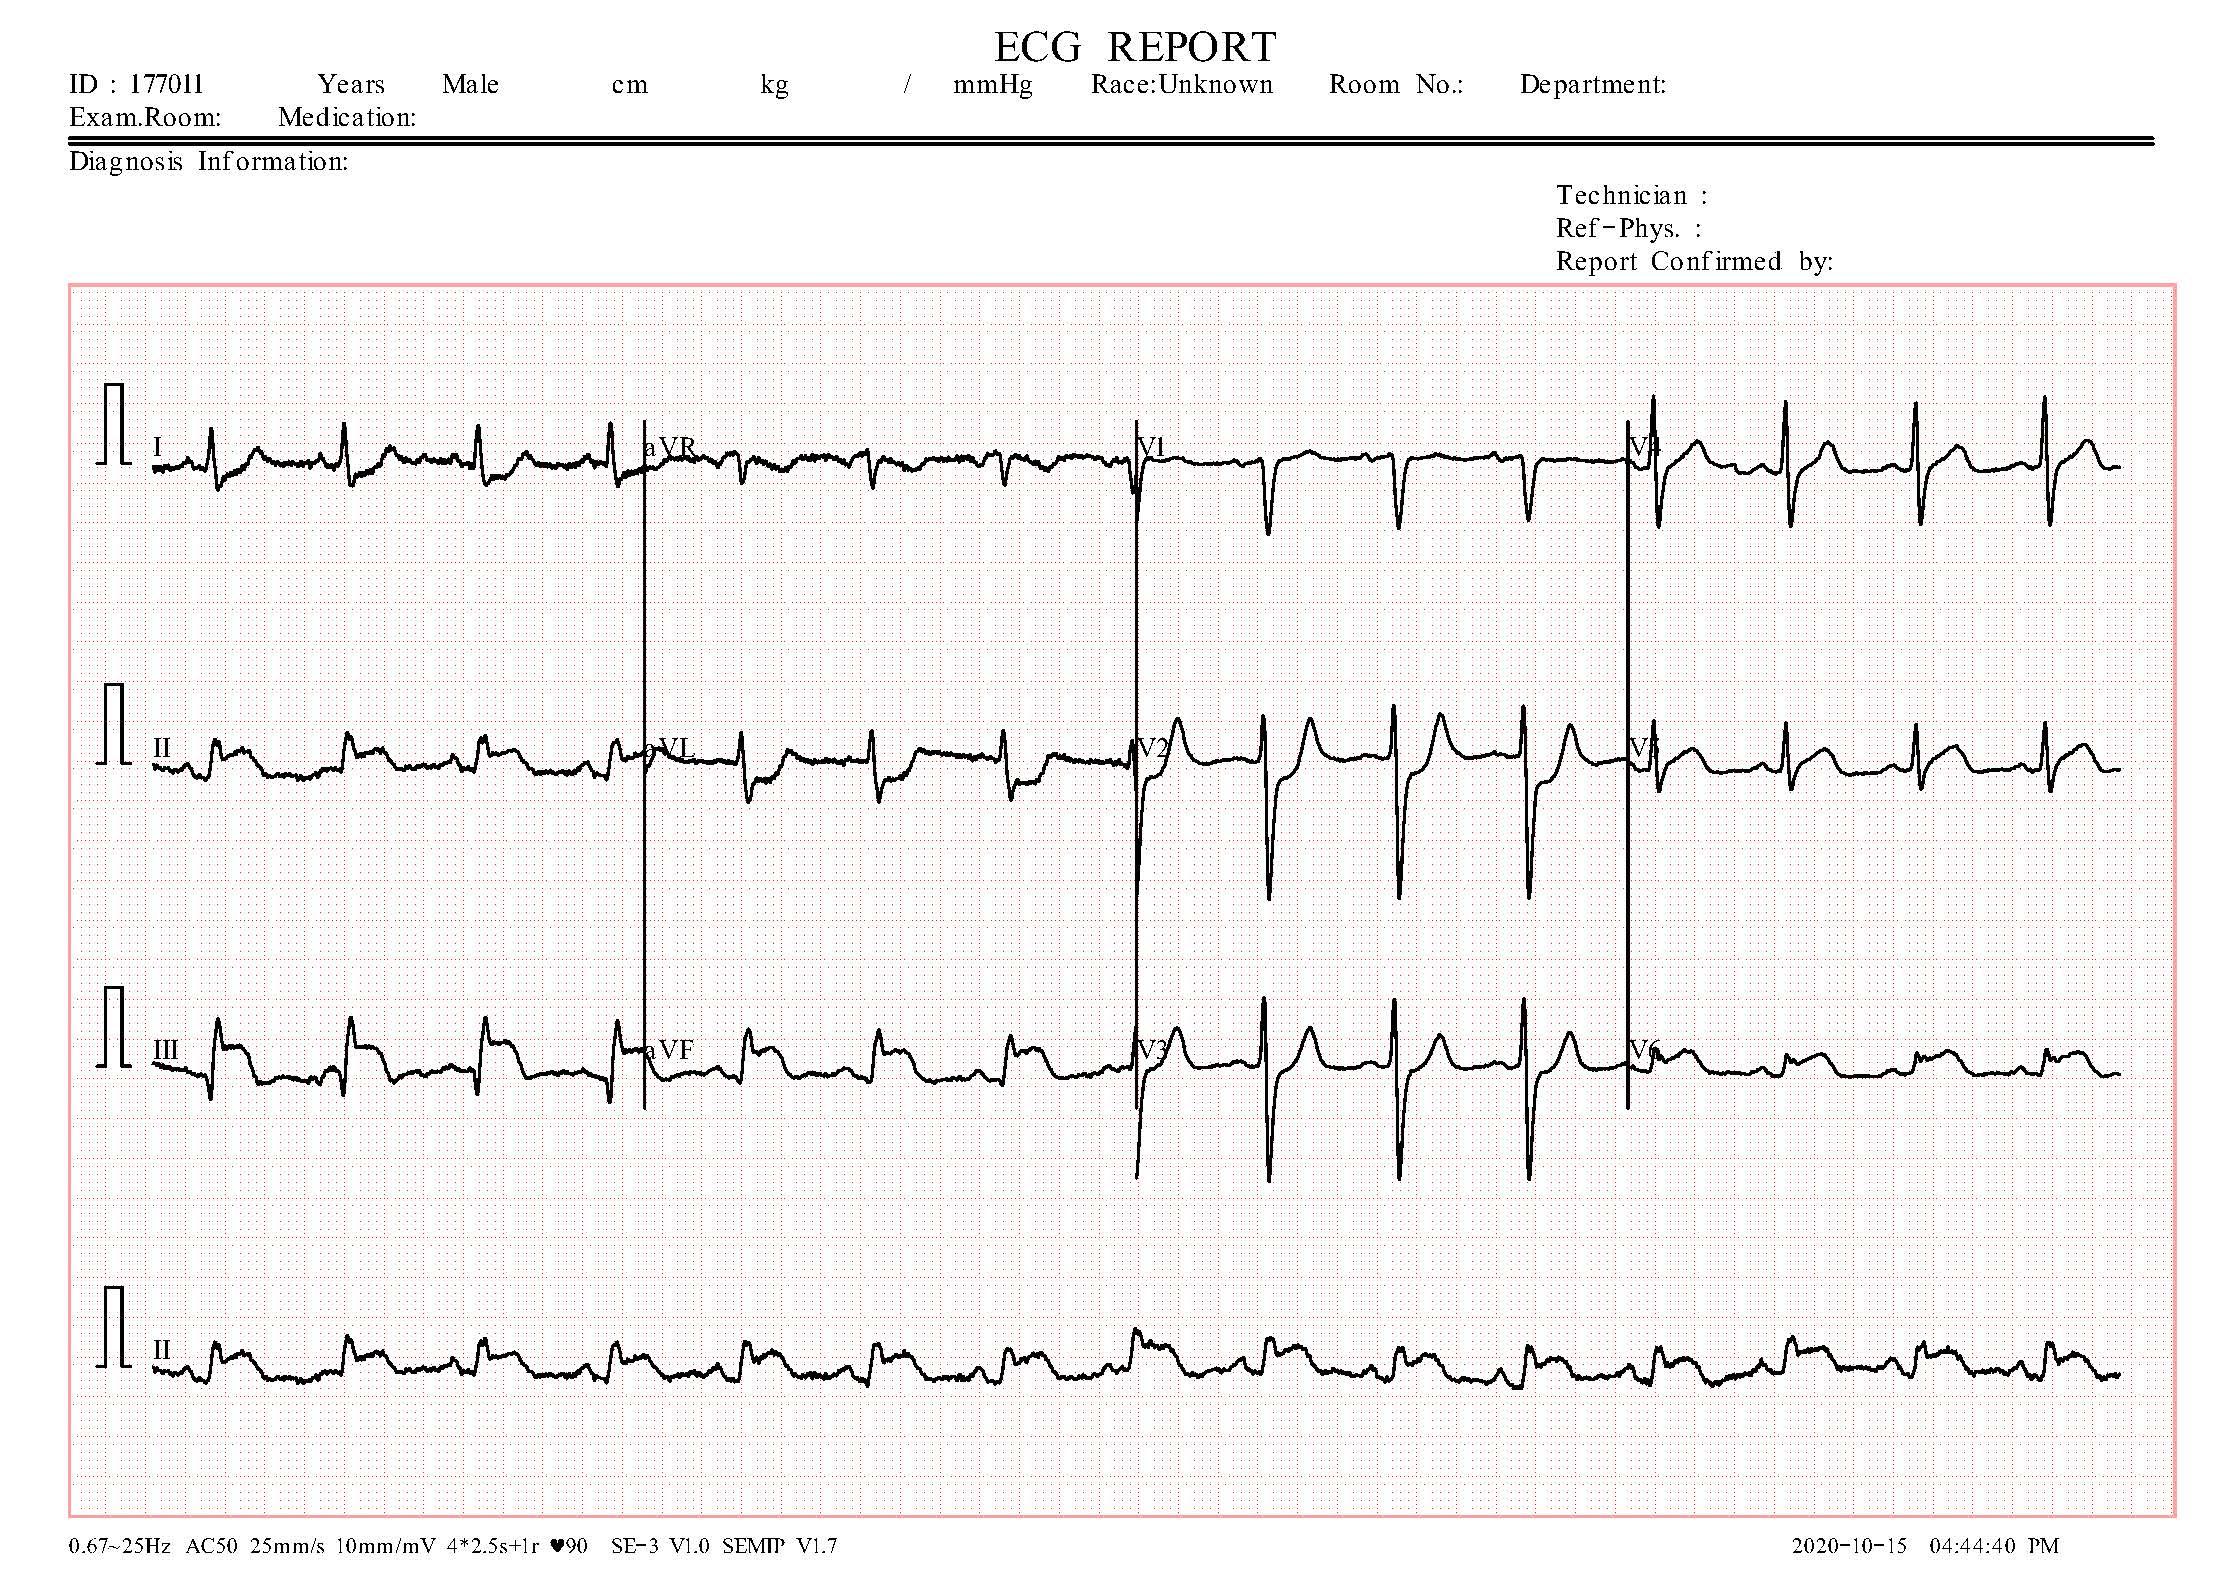 ECG REPORT
ID : 177011 Years Male cm kg / mmHg Race:Unknown Room No.: Department:
Exam.Room: Medication:
Diagnosis Information:
Technician :
Ref-Phys. :
Report Confirmed by:
I aVR V1 V4
II aVL V2 V5
III aVF V3 V6
II
0.67~25Hz AC50 25mm/s 10mm/mV 4*2.5s+1r ♥90 SE-3 V1.0 SEMIP V1.7 2020-10-15 04:44:40 PM